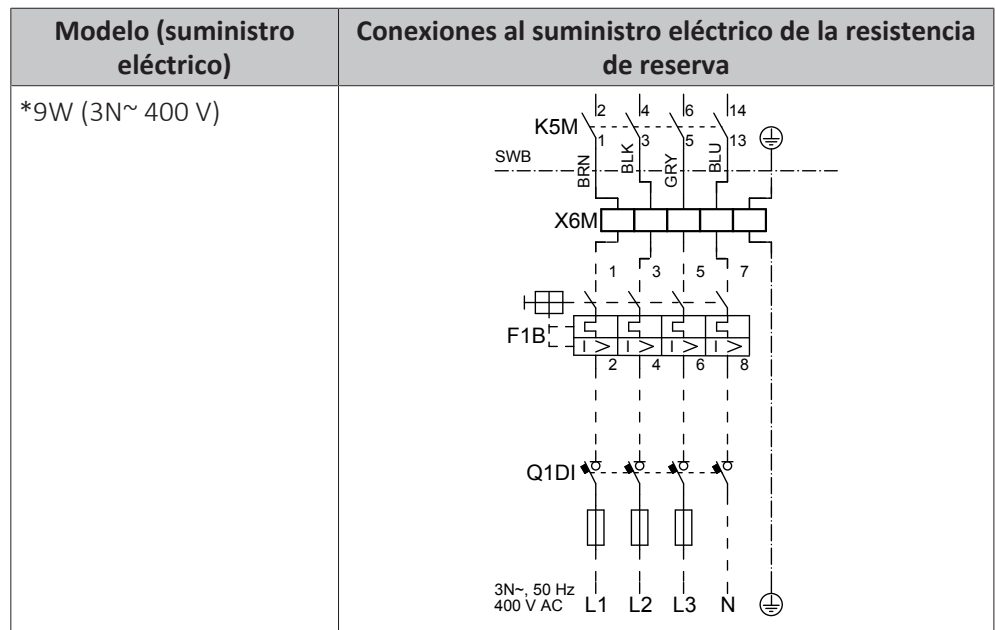 Modelo (suministro eléctrico)
Conexiones al suministro eléctrico de la resistencia de reserva
*9W (3N~ 400 V)
2 4 6 14
K5M
1 3 5 13
SWB
BRN BLK GRY BLU
X6M
1 3 5 7
F1B
I > I > I > I >
2 4 6 8
Q1DI
3N~, 50 Hz
400 V AC L1 L2 L3 N